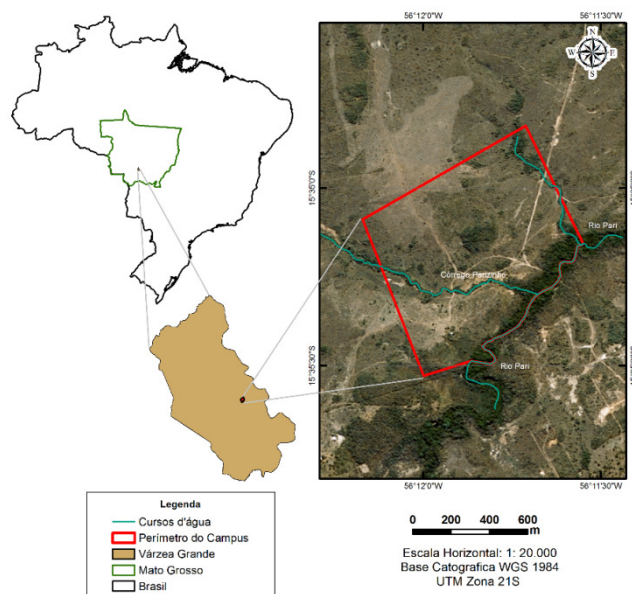 56°12'0"W
56°11'30"W
N
W
E
S
15°35'0"S
Rio Pari
Córrego Parizinho
15°35'30"S
Rio Pari
56°12'0"W
56°11'30"W
Legenda
Cursos d'água
Perímetro do Campus
Várzea Grande
Mato Grosso
Brasil
0 200 400 600
m
Escala Horizontal: 1: 20.000
Base Catografica WGS 1984
UTM Zona 21S